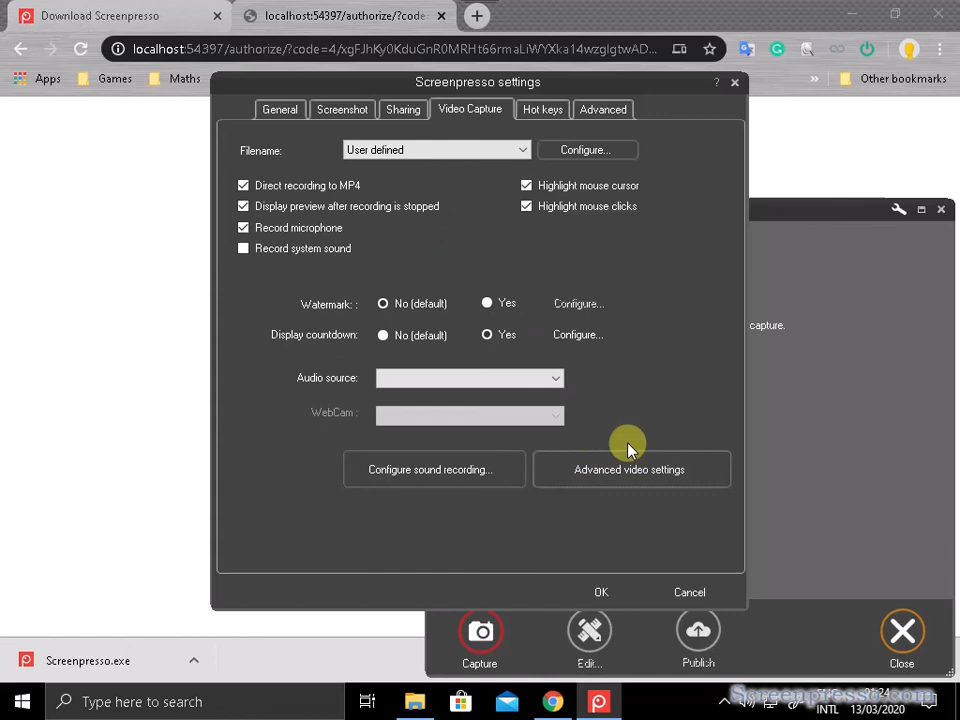 Download Screenpresso
localhost:54397/authorize/?code
localhost:54397/authorize/?code=4/xgFJhKy0KduGnR0MRHt66rmaLiWYXka14wzglgtwAD...
Apps
Games
Maths
»
Other bookmarks
Screenpresso settings
?
General
Screenshot
Sharing
Video Capture
Hot keys
Advanced
Filename:
User defined
Configure...
Direct recording to MP4
Highlight mouse cursor
Display preview after recording is stopped
Highlight mouse clicks
Record microphone
Record system sound
Watermark: :
No (default)
Yes
Configure...
capture.
Display countdown:
No (default)
Yes
Configure...
Audio source:
WebCam :
Configure sound recording...
Advanced video settings
OK
Cancel
Capture
Edit...
Publish
Close
Screenpresso.exe
Type here to search
Screenpresso.com
01:24
INTL
13/03/2020